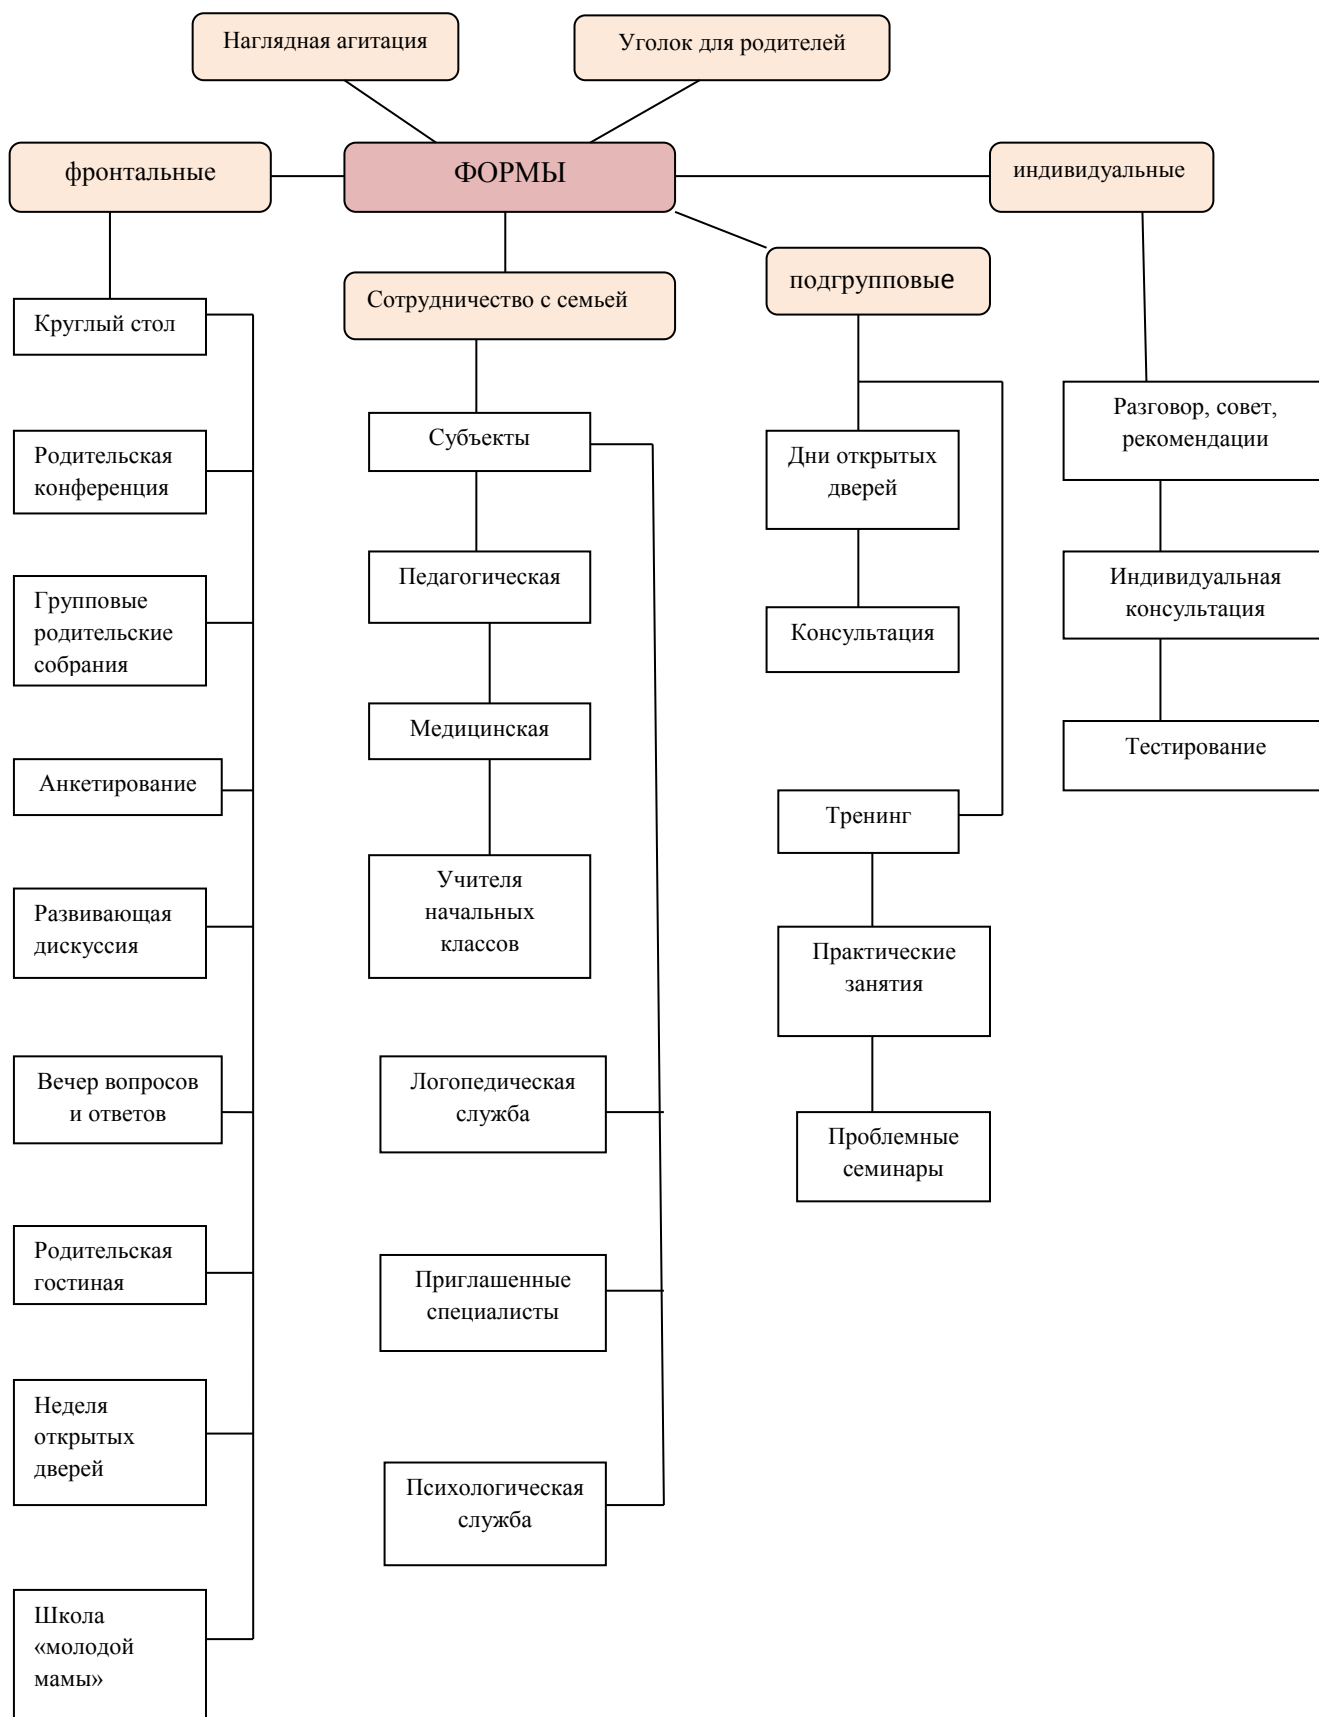 Наглядная агитация
Уголок для родителей
фронтальные
ФОРМЫ
индивидуальные
Сотрудничество с семьей
подгрупповые
Круглый стол
Родительская
конференция
Групповые
родительские
собрания
Анкетирование
Развивающая
дискуссия
Вечер вопросов
и ответов
Родительская
гостиная
Неделя
открытых
дверей
Школа
«молодой
мамы»
Субъекты
Педагогическая
Медицинская
Учителя
начальных
классов
Логопедическая
служба
Приглашенные
специалисты
Психологическая
служба
Дни открытых
дверей
Консультация
Тренинг
Практические
занятия
Проблемные
семинары
Разговор, совет,
рекомендации
Индивидуальная
консультация
Тестирование